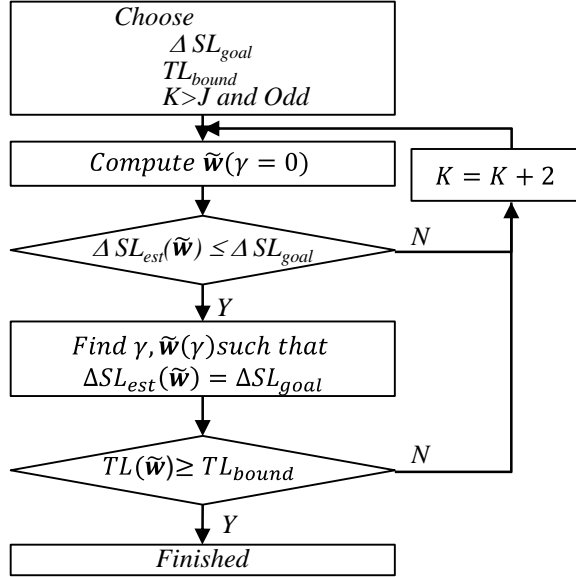 Choose
Δ SL_goal
TL_bound
K>J and Odd
Compute w̃(γ = 0)
K = K + 2
Δ SL_est(w̃) ≤ Δ SL_goal
N
Y
Find γ, w̃(γ) such that
ΔSL_est(w̃) = ΔSL_goal
TL(w̃) ≥ TL_bound
N
Y
Finished